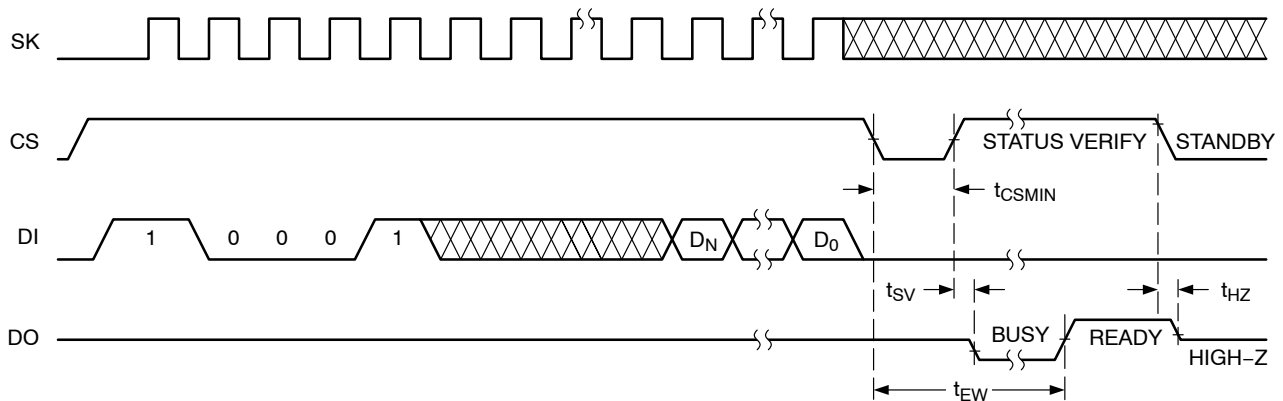 SK
CS
STATUS VERIFY
STANDBY
tCSMIN
DI
1
0
0
0
1
DN
D0
tSV
tHZ
DO
BUSY
READY
HIGH–Z
tEW